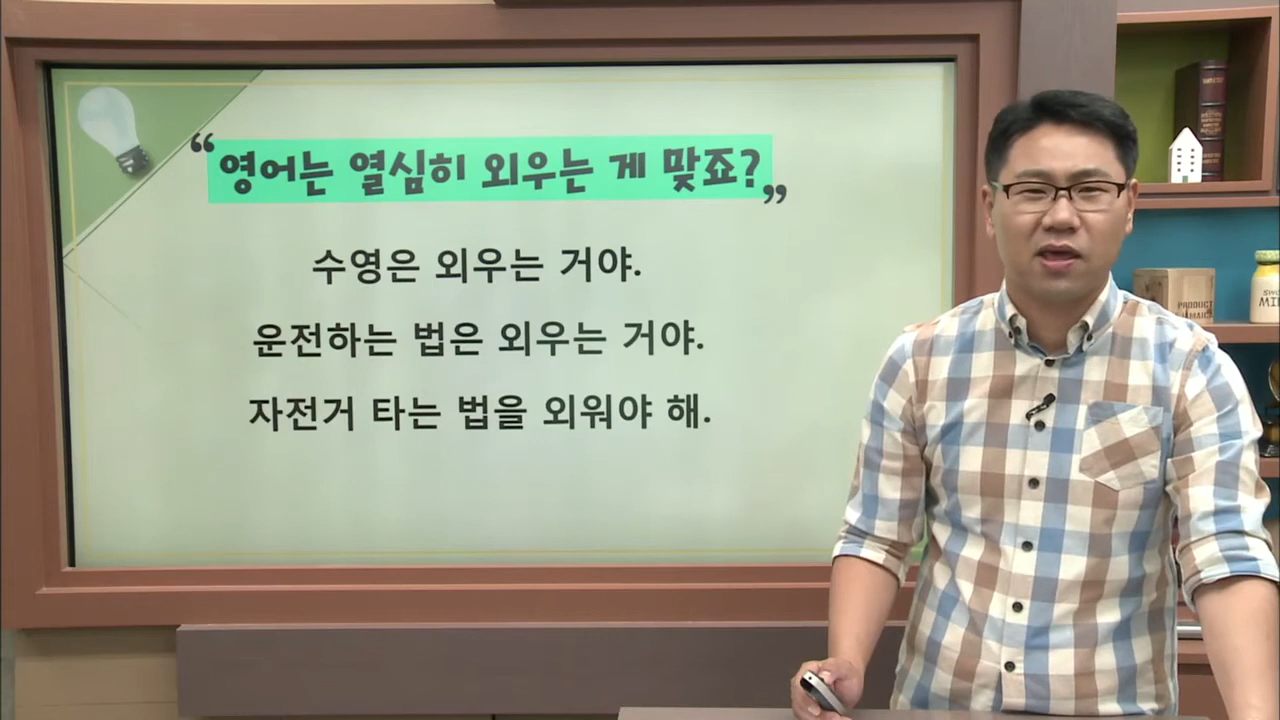 “영어는 열심히 외우는 게 맞죠?”
수영은 외우는 거야.
운전하는 법은 외우는 거야.
자전거 타는 법을 외워야 해.
PRODUCT
JAMAICA